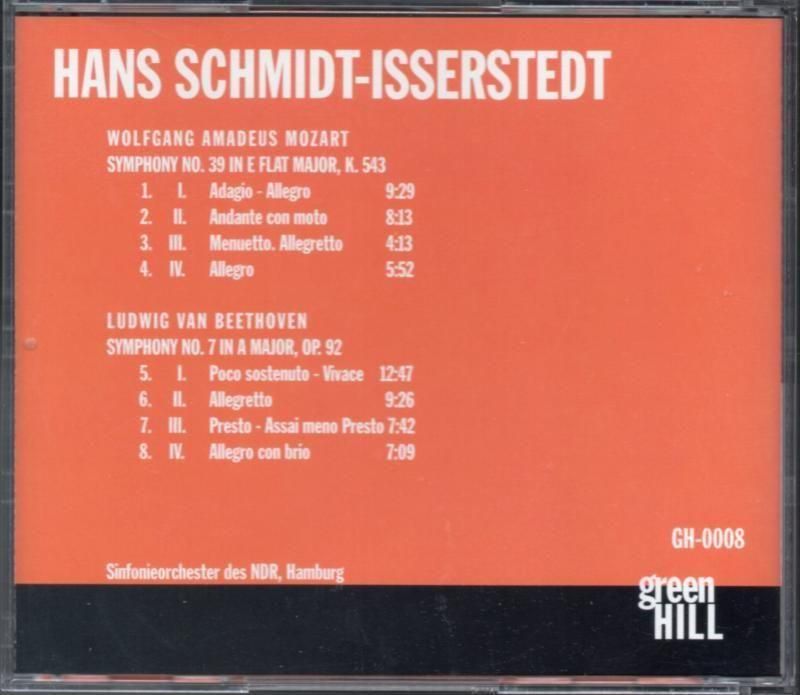 HANS SCHMIDT-ISSERSTEDT
WOLFGANG AMADEUS MOZART
SYMPHONY NO. 39 IN E FLAT MAJOR, K. 543
1. I. Adagio - Allegro 9:29
2. II. Andante con moto 8:13
3. III. Menuetto. Allegretto 4:13
4. IV. Allegro 5:52
LUDWIG VAN BEETHOVEN
SYMPHONY NO. 7 IN A MAJOR, OP. 92
5. I. Poco sostenuto - Vivace 12:47
6. II. Allegretto 9:26
7. III. Presto - Assai meno Presto 7:42
8. IV. Allegro con brio 7:09
GH-0008
Sinfonieorchester des NDR, Hamburg
green
HILL